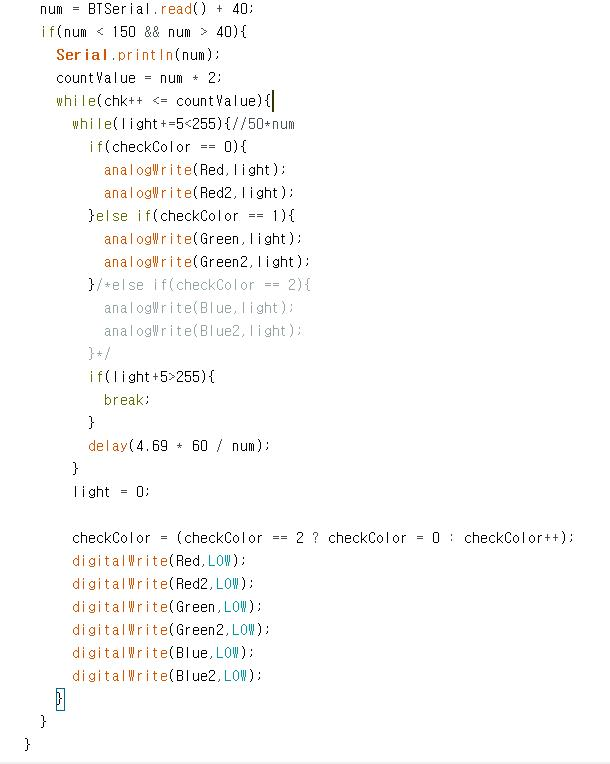 num = BTSerial.read() + 40;
if(num < 150 && num > 40){
Serial.println(num);
countValue = num * 2;
while(chk++ <= countValue){
while(light+=5<255){//50*num
if(checkColor == 0){
analogWrite(Red,light);
analogWrite(Red2,light);
}else if(checkColor == 1){
analogWrite(Green,light);
analogWrite(Green2,light);
}/*else if(checkColor == 2){
analogWrite(Blue,light);
analogWrite(Blue2,light);
}*/
if(light+5>255){
break;
}
delay(4.69 * 60 / num);
}
light = 0;
checkColor = (checkColor == 2 ? checkColor = 0 : checkColor++);
digitalWrite(Red,LOW);
digitalWrite(Red2,LOW);
digitalWrite(Green,LOW);
digitalWrite(Green2,LOW);
digitalWrite(Blue,LOW);
digitalWrite(Blue2,LOW);
}
}
}